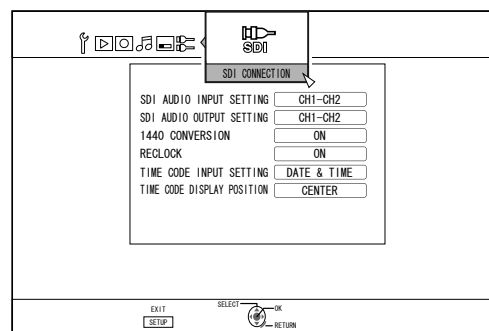 SDI
SDI CONNECTION
SDI AUDIO INPUT SETTING CH1-CH2
SDI AUDIO OUTPUT SETTING CH1-CH2
1440 CONVERSION ON
RECLOCK ON
TIME CODE INPUT SETTING DATE & TIME
TIME CODE DISPLAY POSITION CENTER
EXIT
SETUP
SELECT
OK
RETURN